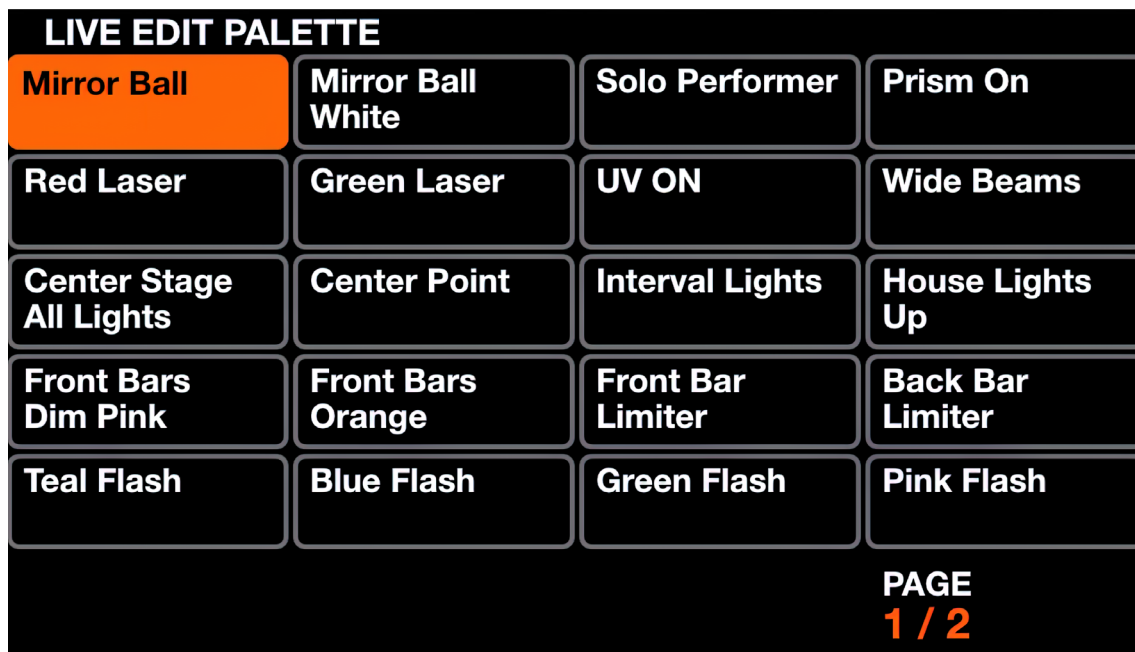 LIVE EDIT PALETTE
Mirror Ball
Mirror Ball
White
Solo Performer
Prism On
Red Laser
Green Laser
UV ON
Wide Beams
Center Stage
All Lights
Center Point
Interval Lights
House Lights
Up
Front Bars
Dim Pink
Front Bars
Orange
Front Bar
Limiter
Back Bar
Limiter
Teal Flash
Blue Flash
Green Flash
Pink Flash
PAGE
1 / 2